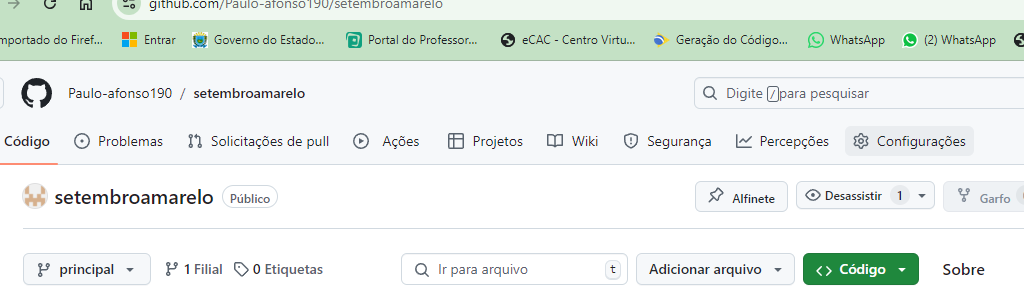 github.com/Paulo-afonso190/setembroamarelo
mportado do Firef... Entrar Governo do Estado... Portal do Professor... eCAC - Centro Virtu... Geração do Código... WhatsApp (2) WhatsApp
Paulo-afonso190 / setembroamarelo Digite / para pesquisar
Código Problemas Solicitações de pull Ações Projetos Wiki Segurança Percepções Configurações
setembroamarelo Público Alfinete Desassistir 1 Garfo
principal 1 Filial 0 Etiquetas Ir para arquivo t Adicionar arquivo Código Sobre